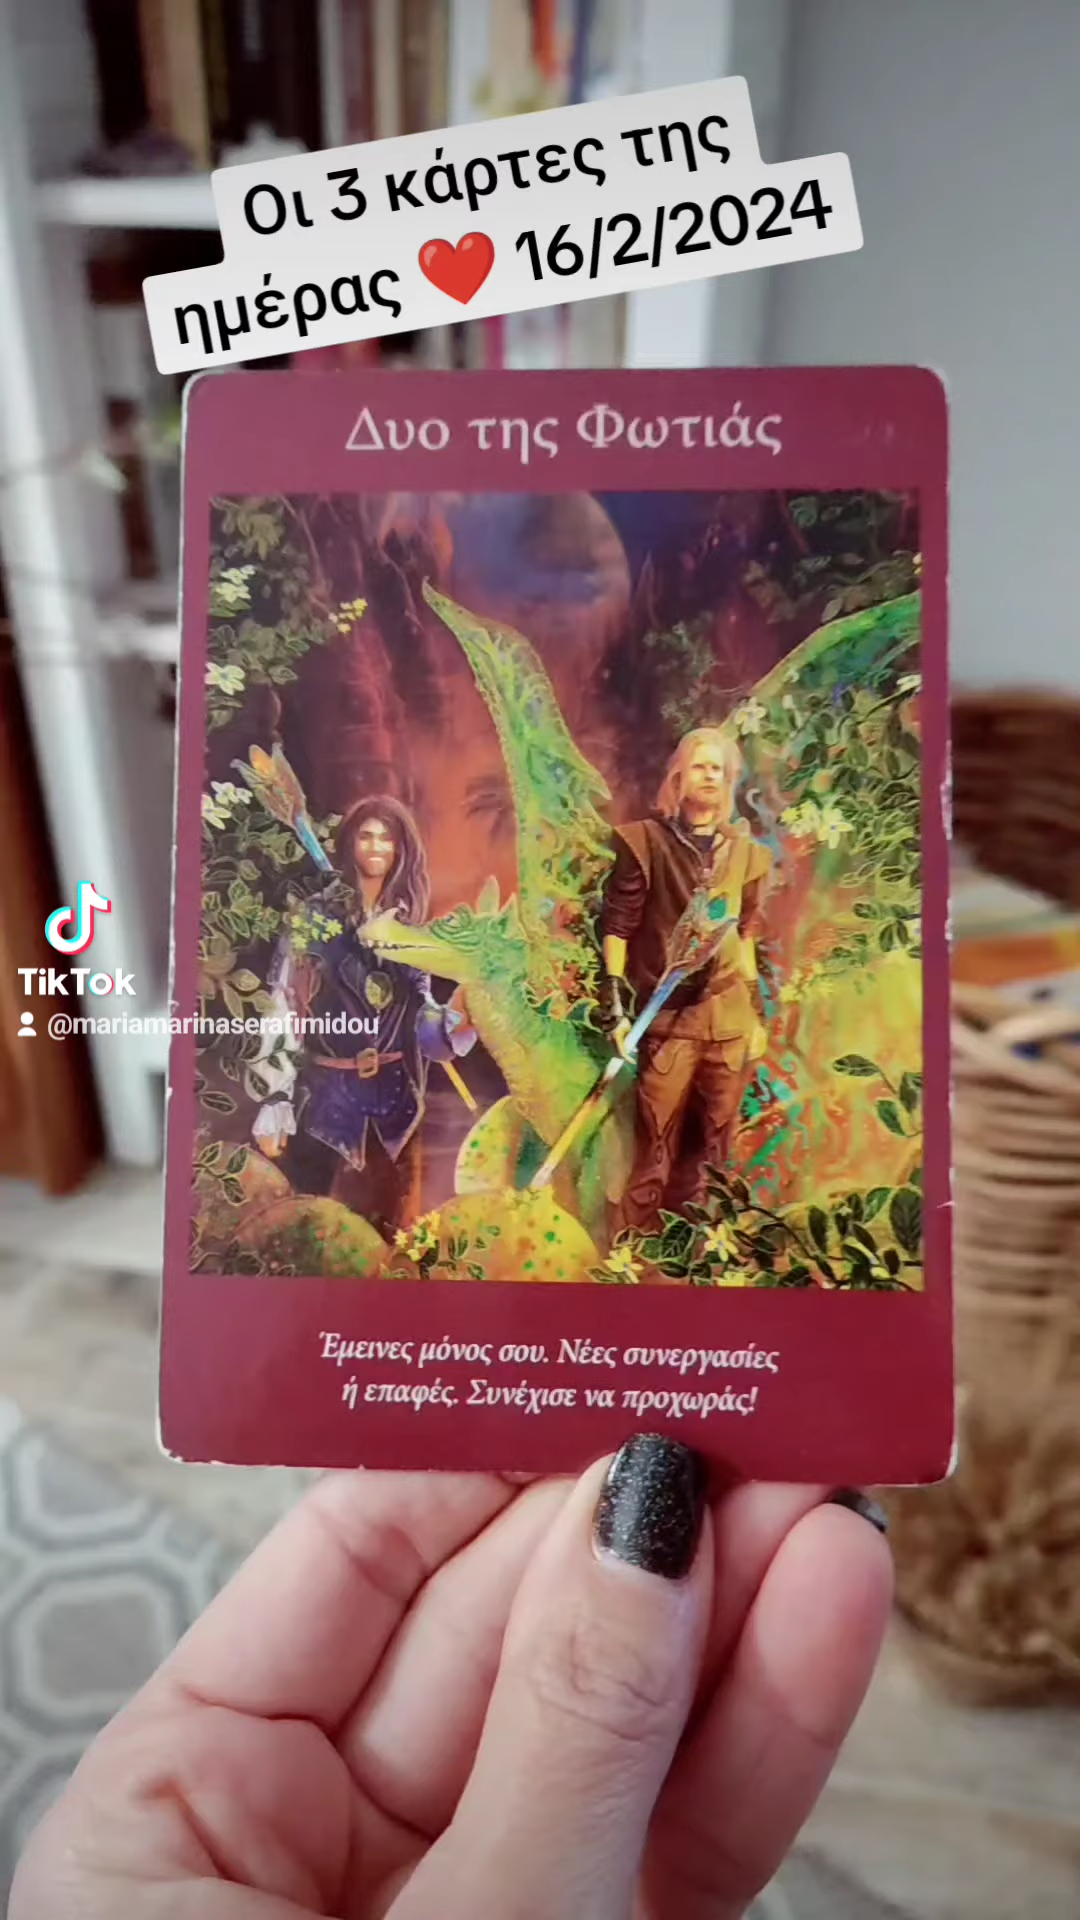 Οι 3 κάρτες της
ημέρας ❤️ 16/2/2024
Δυο της Φωτιάς
TikTok
@mariamarinaserafimidou
Έμεινες μόνος σου. Νέες συνεργασίες
ή επαφές. Συνέχισε να προχωράς!